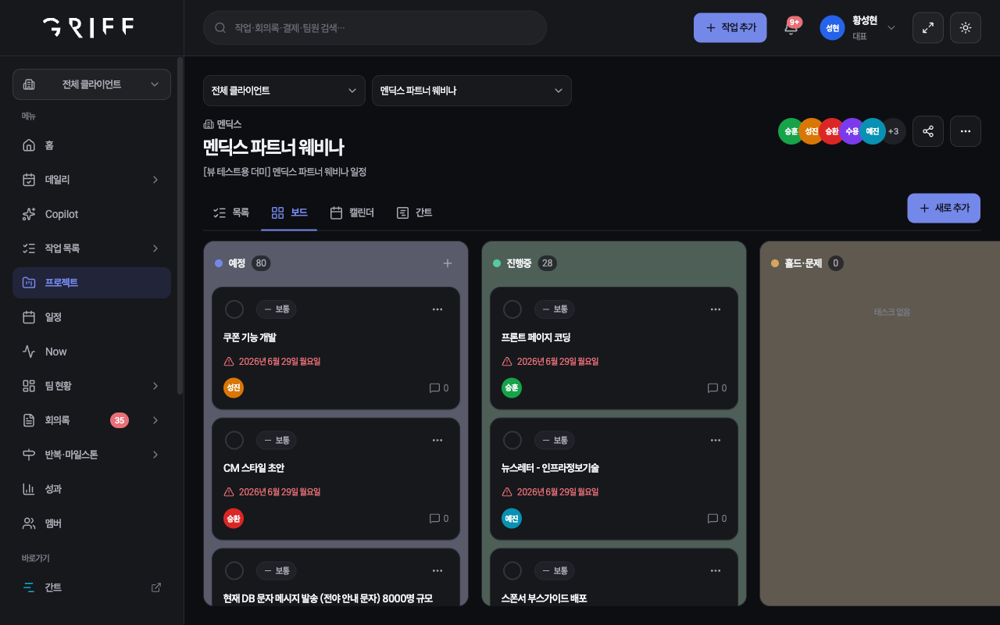 GRIFF
작업·회의록·결제·팀원 검색…
작업 추가
9+
성현
황성현
대표
전체 클라이언트
메뉴
홈
데일리
Copilot
작업 목록
프로젝트
일정
Now
팀 현황
회의록
35
반복·마일스톤
성과
멤버
바로가기
간트
전체 클라이언트
멘딕스 파트너 웨비나
멘딕스
멘딕스 파트너 웨비나
[뷰 테스트용 더미] 멘딕스 파트너 웨비나 일정
승훈
성진
승환
수용
예진
+3
목록
보드
캘린더
간트
새로 추가
예정 80
보통
쿠폰 기능 개발
2026년 6월 29일 월요일
성진
0
보통
CM 스타일 초안
2026년 6월 29일 월요일
승환
0
보통
현재 DB 문자 메시지 발송 (전야 안내 문자) 8000명 규모
진행중 28
보통
프론트 페이지 코딩
2026년 6월 29일 월요일
승훈
0
보통
뉴스레터 - 인프라정보기술
2026년 6월 29일 월요일
예진
0
보통
스폰서 부스가이드 배포
홀드·문제 0
태스크 없음